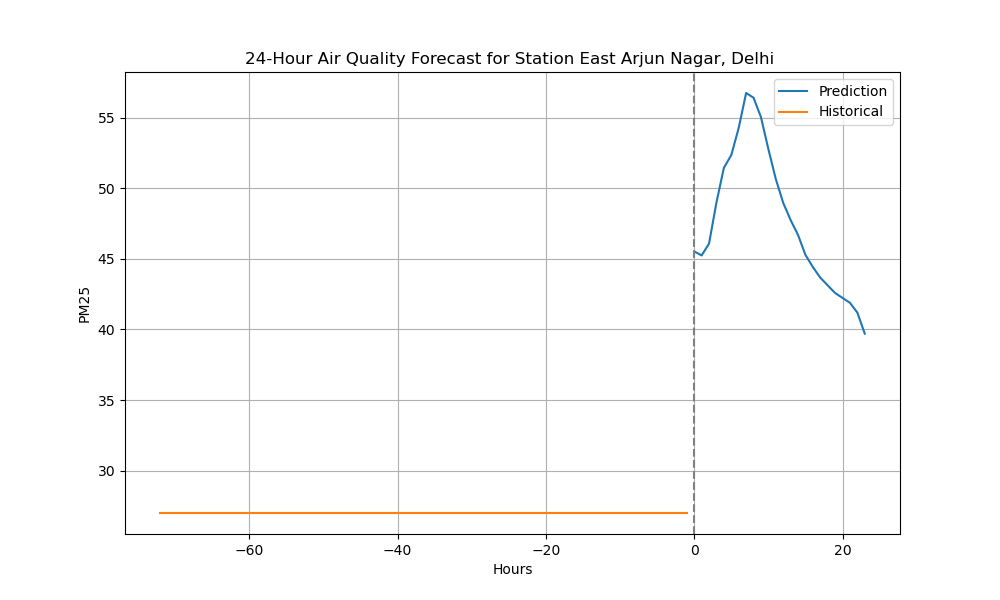 24-Hour Air Quality Forecast for Station East Arjun Nagar, Delhi
Prediction
Historical
55
50
45
40
35
30
PM25
−60
−40
−20
0
20
Hours